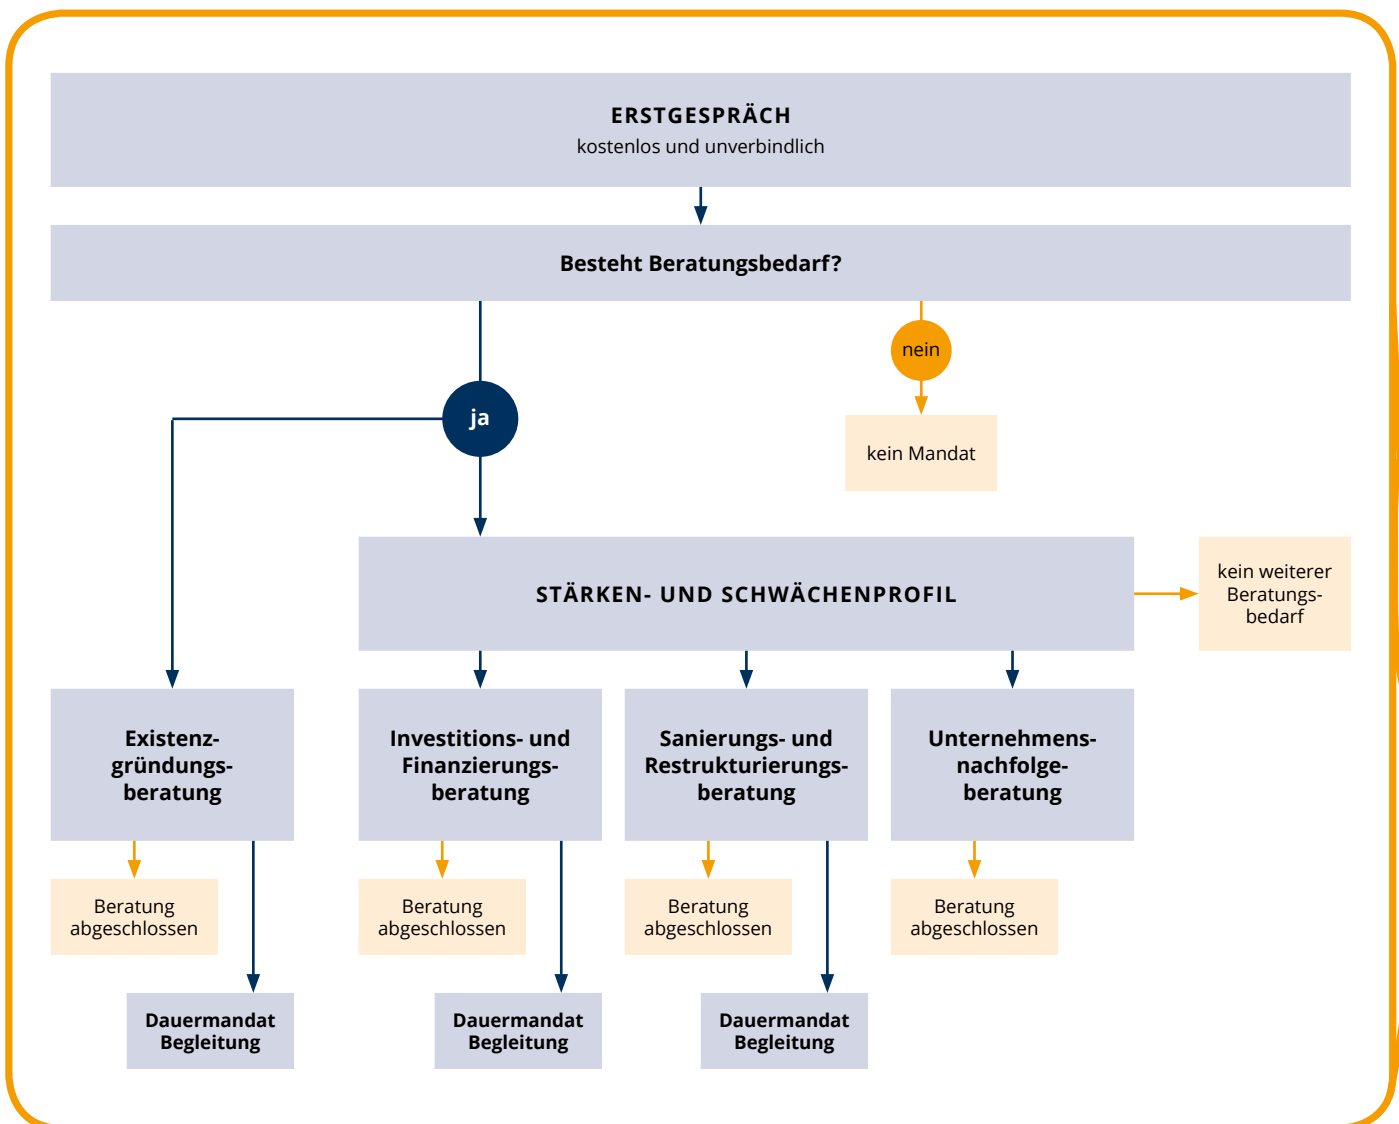 ERSTGESPRÄCH
kostenlos und unverbindlich
Besteht Beratungsbedarf?
nein
ja
kein Mandat
STÄRKEN- UND SCHWÄCHENPROFIL
kein weiterer
Beratungs-
bedarf
Existenz-
gründungs-
beratung
Investitions- und
Finanzierungs-
beratung
Sanierungs- und
Restrukturierungs-
beratung
Unternehmens-
nachfolge-
beratung
Beratung
abgeschlossen
Beratung
abgeschlossen
Beratung
abgeschlossen
Beratung
abgeschlossen
Dauermandat
Begleitung
Dauermandat
Begleitung
Dauermandat
Begleitung